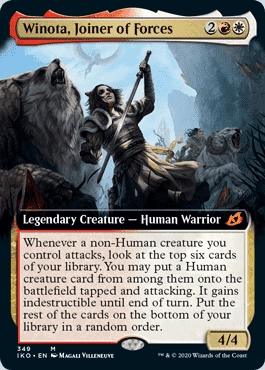 Winota, Joiner of Forces 2
Legendary Creature — Human Warrior
Whenever a non-Human creature you
control attacks, look at the top six cards
of your library. You may put a Human
creature card from among them onto the
battlefield tapped and attacking. It gains
indestructible until end of turn. Put the
rest of the cards on the bottom of your
library in a random order.
4/4
349 M
IKO • EN MAGALI VILLENEUVE
™ & © 2020 Wizards of the Coast